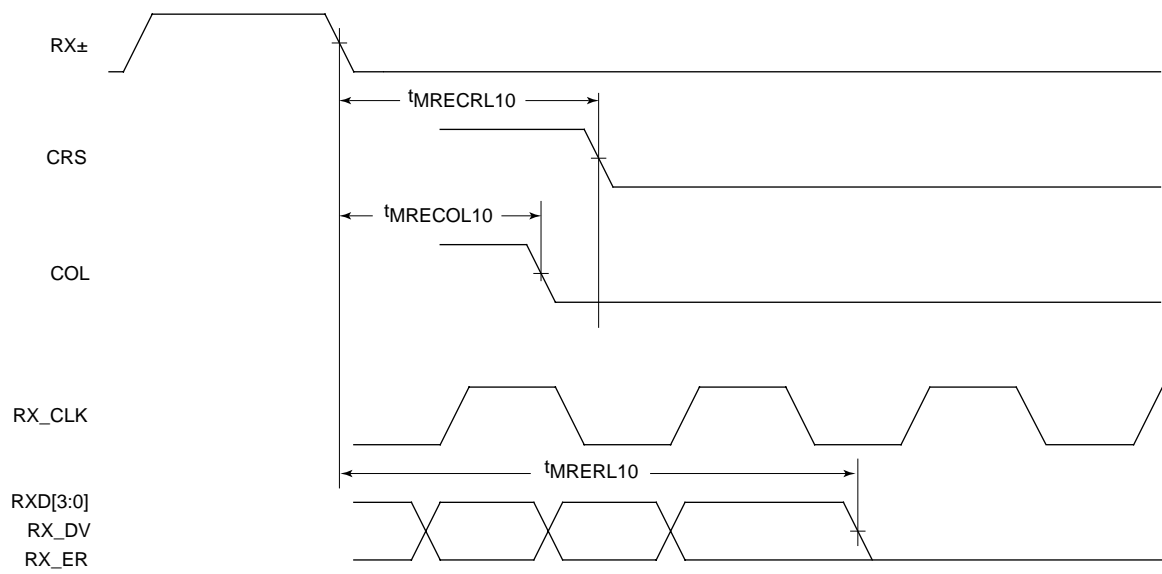 RX±
tMRECRL10
CRS
tMRECOL10
COL
RX_CLK
tMRERL10
RXD[3:0]
RX_DV
RX_ER